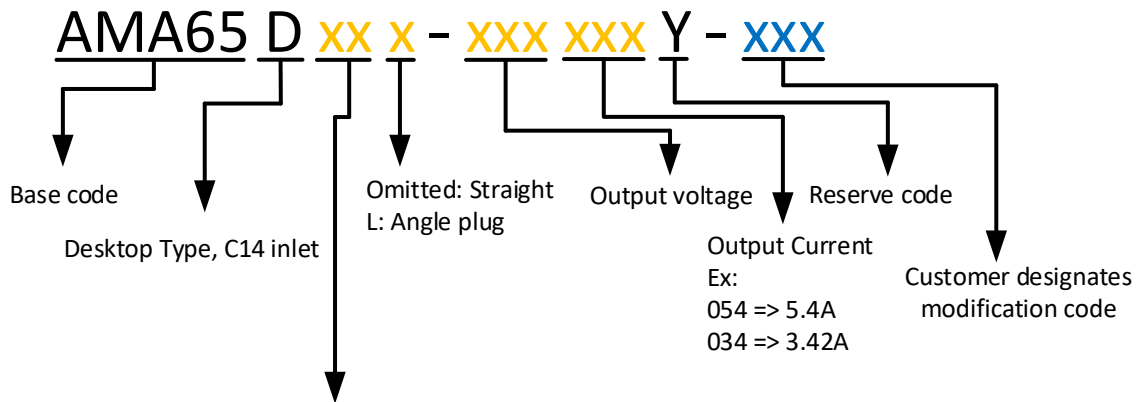 AMA65 D xx x - xxx xxx Y - xxx
Base code
Desktop Type, C14 inlet
Omitted: Straight
L: Angle plug
Output voltage
Output Current
Ex:
054 => 5.4A
034 => 3.42A
Reserve code
Customer designates
modification code